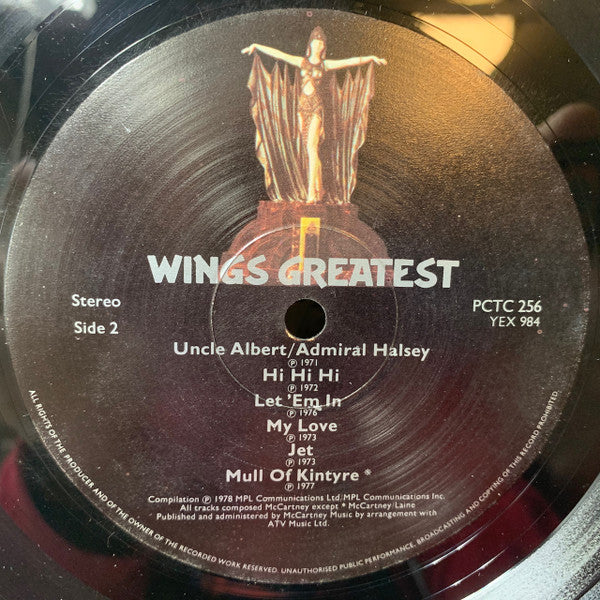 WINGS GREATEST
Stereo
Side 2
PCTC 256
YEX 984
Uncle Albert/Admiral Halsey
Ⓟ 1971
Hi Hi Hi
Ⓟ 1972
Let 'Em In
Ⓟ 1976
My Love
Ⓟ 1973
Jet
Ⓟ 1973
Mull Of Kintyre *
Ⓟ 1977
Compilation Ⓟ 1978 MPL Communications Ltd/MPL Communications Inc.
All tracks composed McCartney except * McCartney/Laine
Published and administered by McCartney Music by arrangement with
ATV Music Ltd.
ALL RIGHTS OF THE PRODUCER AND OF THE OWNER OF THE RECORDED WORK RESERVED. UNAUTHORISED PUBLIC PERFORMANCE, BROADCASTING AND COPYING OF THIS RECORD PROHIBITED.